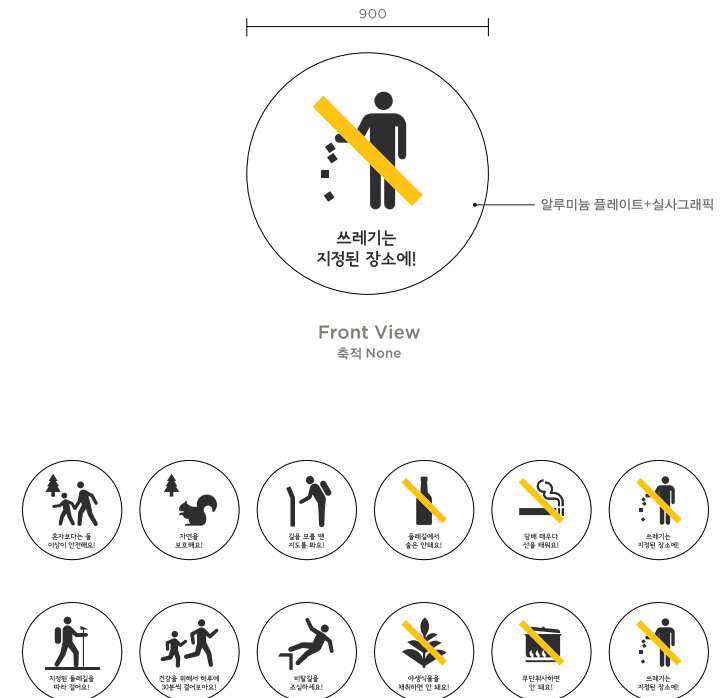 900
쓰레기는
지정된 장소에!
알루미늄 플레이트+실사그래픽
Front View
축적 None
혼자보다는 둘
이상이 안전해요!
자연을
보호해요!
길을 모를 땐
지도를 봐요!
둘레길에서
술은 안돼요!
담배 태우다
산을 태워요!
쓰레기는
지정된 장소에!
지정된 둘레길을
따라 걸어요!
건강을 위해서 하루에
30분씩 걸어보아요!
비탈길을
조심하세요!
야생식물을
채취하면 안 돼요!
무단취사하면
안 돼요!
쓰레기는
지정된 장소에!